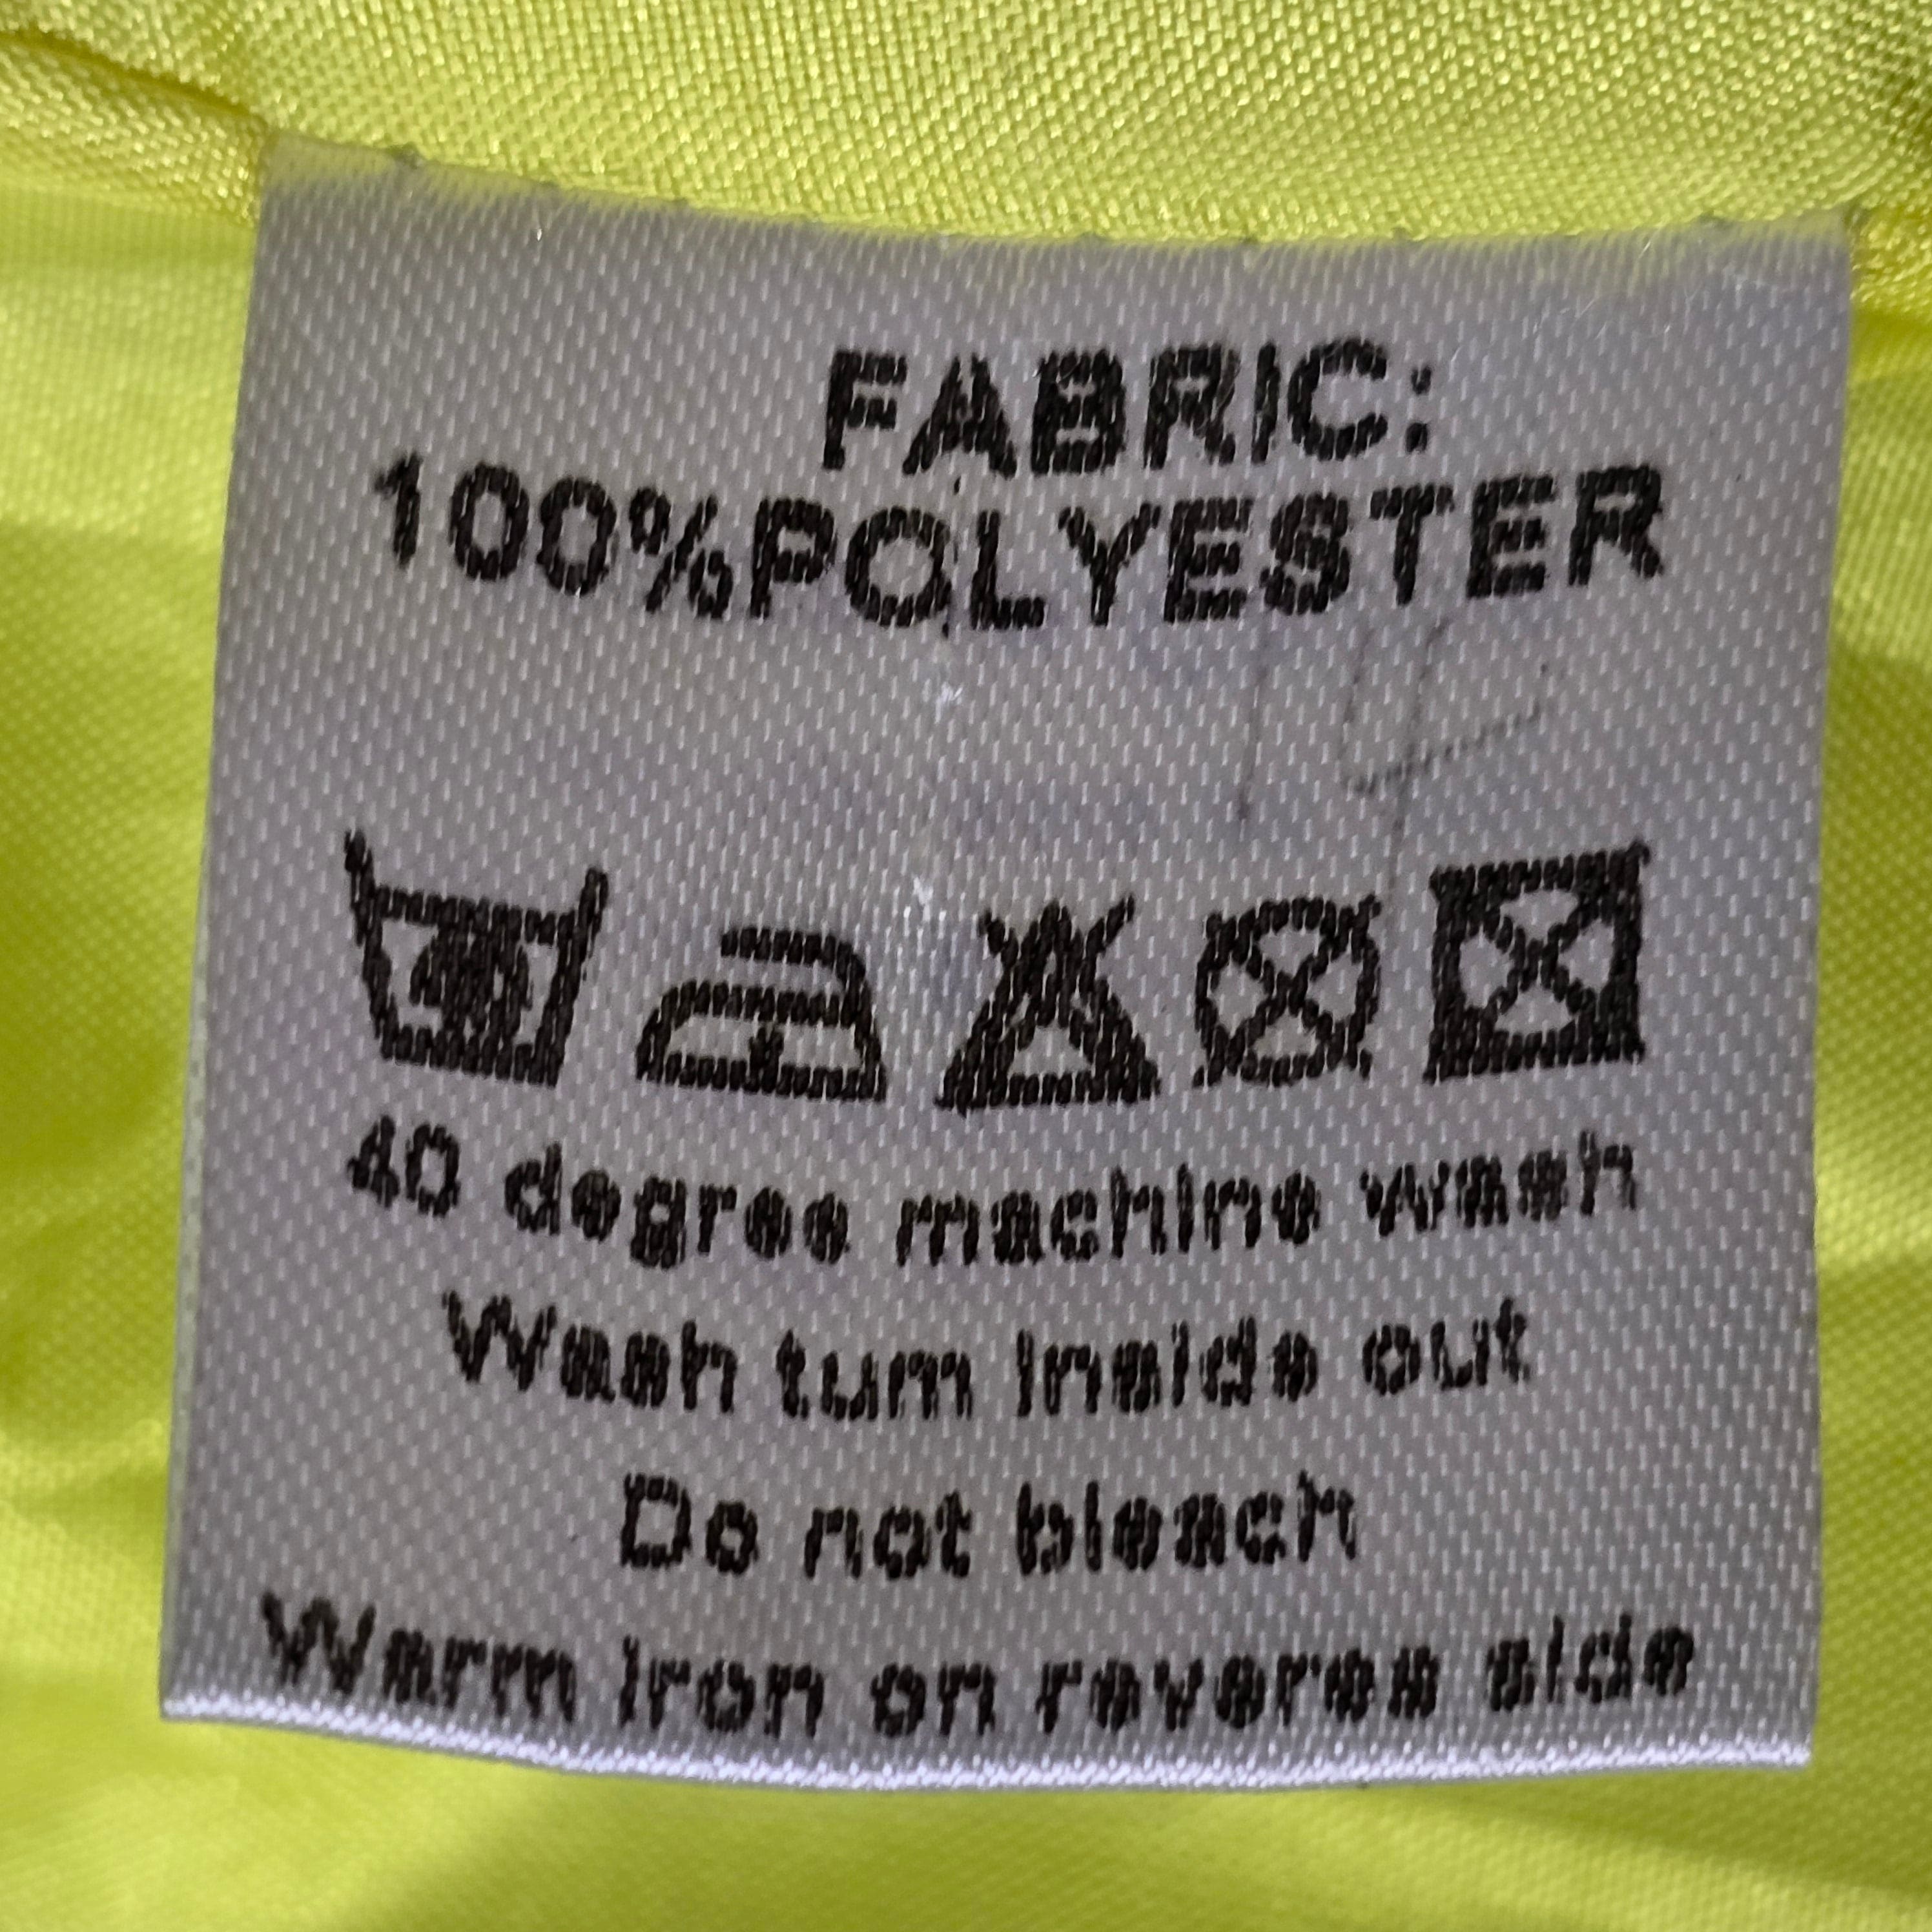 FABRIC:
100%POLYESTER
40 degree machine wash
Wash turn inside out
Do not bleach
Warm iron on reverse side